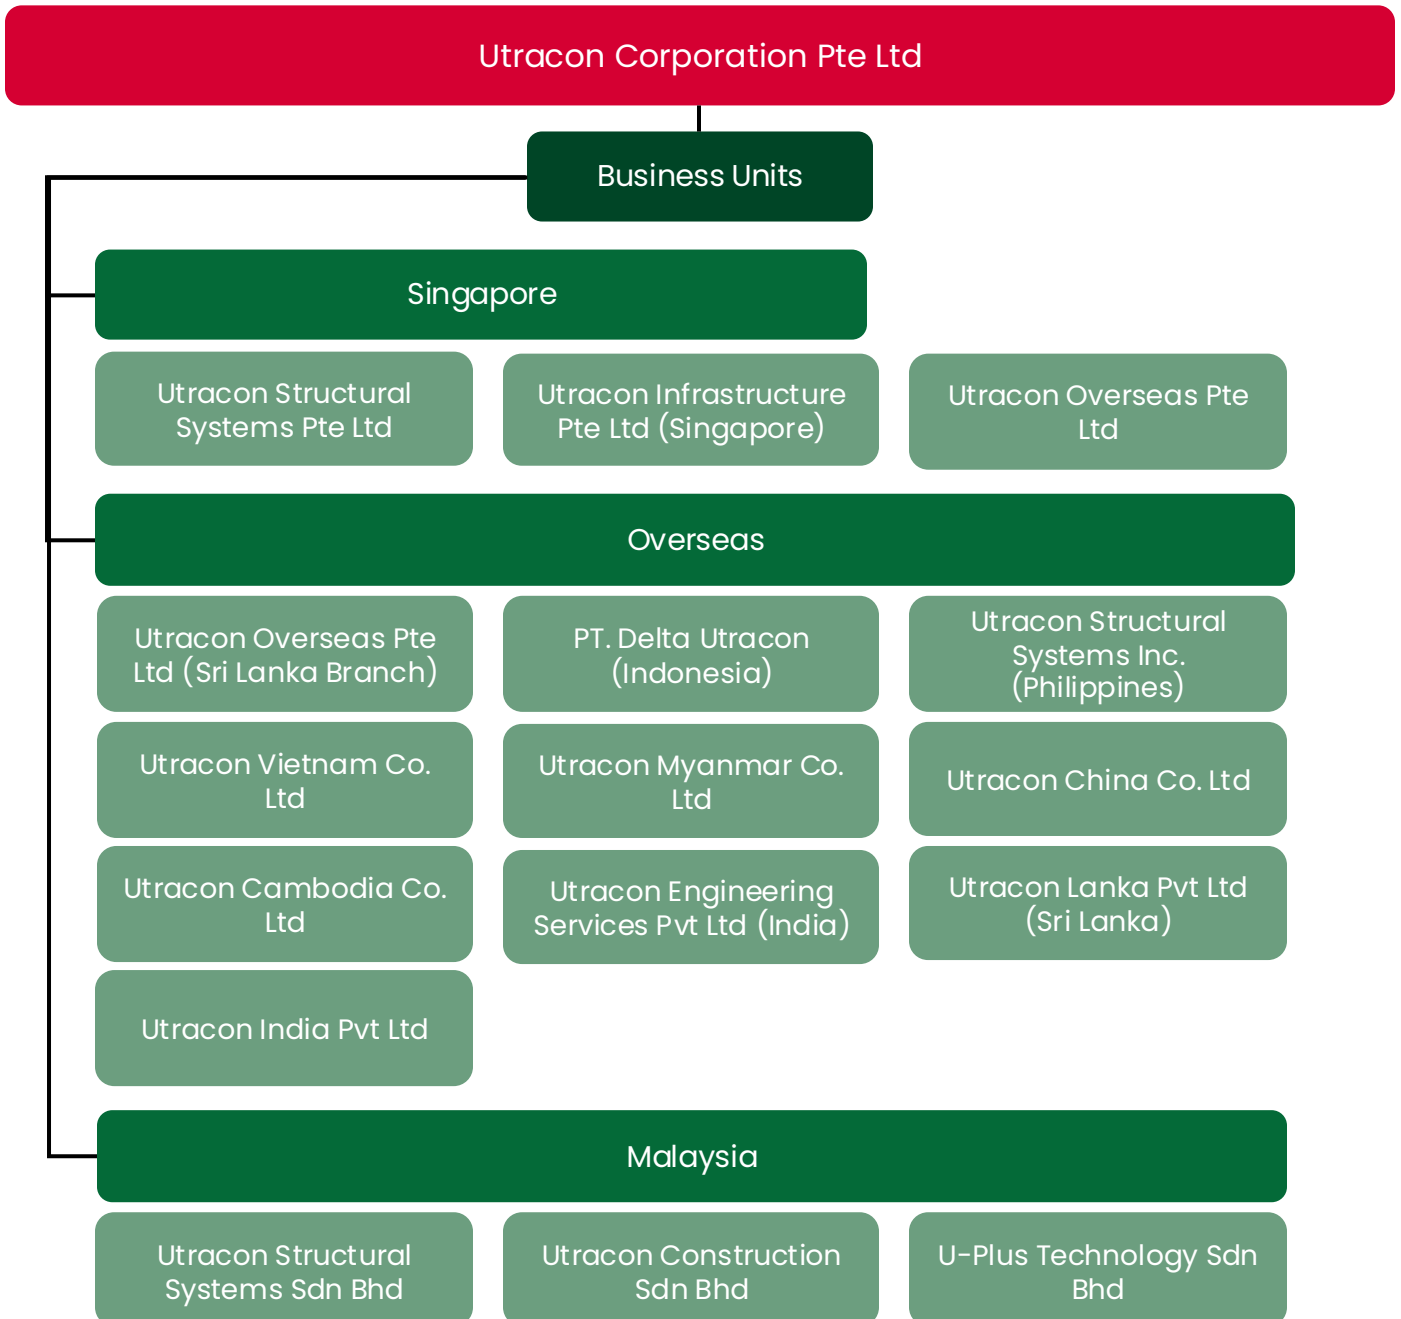 Utracon Corporation Pte Ltd
Business Units
Singapore
Utracon Structural
Systems Pte Ltd
Utracon Infrastructure
Pte Ltd (Singapore)
Utracon Overseas Pte
Ltd
Overseas
Utracon Overseas Pte
Ltd (Sri Lanka Branch)
PT. Delta Utracon
(Indonesia)
Utracon Structural
Systems Inc.
(Philippines)
Utracon Vietnam Co.
Ltd
Utracon Myanmar Co.
Ltd
Utracon China Co. Ltd
Utracon Cambodia Co.
Ltd
Utracon Engineering
Services Pvt Ltd (India)
Utracon Lanka Pvt Ltd
(Sri Lanka)
Utracon India Pvt Ltd
Malaysia
Utracon Structural
Systems Sdn Bhd
Utracon Construction
Sdn Bhd
U-Plus Technology Sdn
Bhd